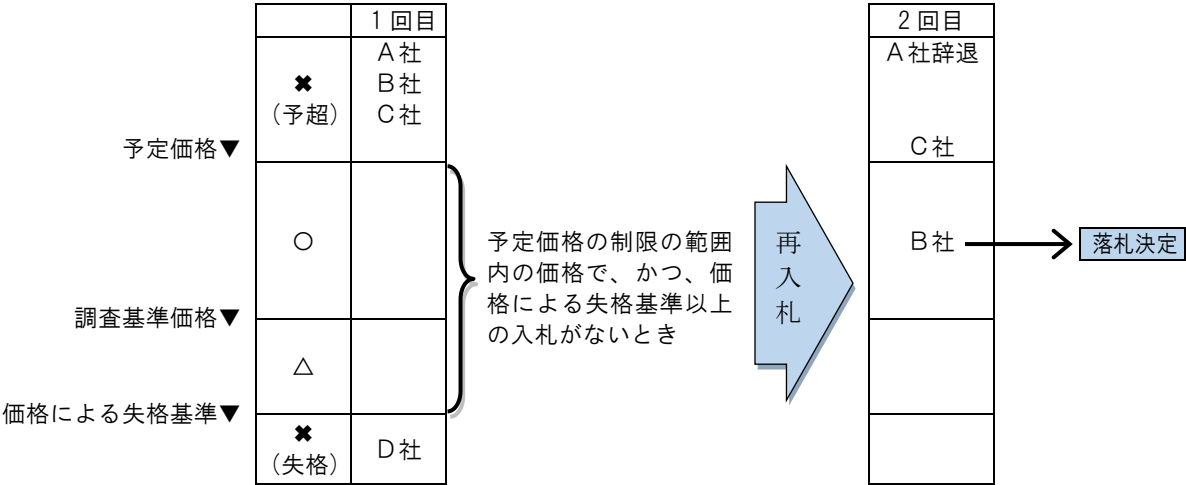 1回目
✖
(予超)
A社
B社
C社
予定価格▼
○
調査基準価格▼
△
価格による失格基準▼
✖
(失格)
D社
予定価格の制限の範囲
内の価格で、かつ、価
格による失格基準以上
の入札がないとき
再入札
2回目
A社辞退
C社
B社
落札決定